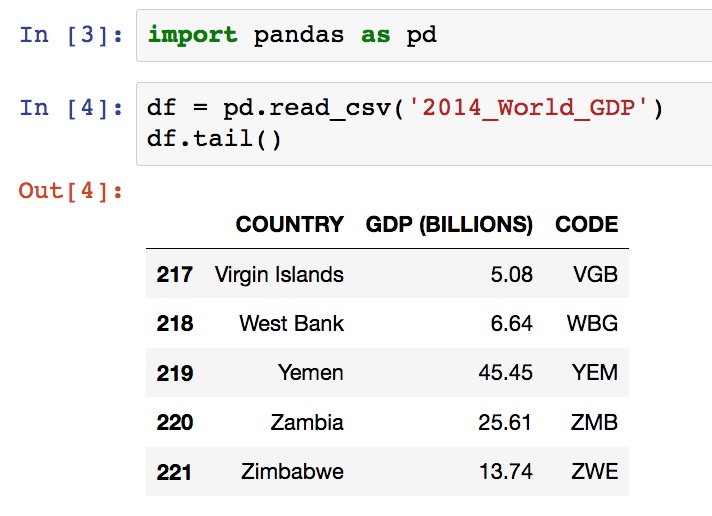 In [3]: import pandas as pd
In [4]: df = pd.read_csv('2014_World_GDP')
df.tail()
Out[4]:
COUNTRY GDP (BILLIONS) CODE
217 Virgin Islands 5.08 VGB
218 West Bank 6.64 WBG
219 Yemen 45.45 YEM
220 Zambia 25.61 ZMB
221 Zimbabwe 13.74 ZWE